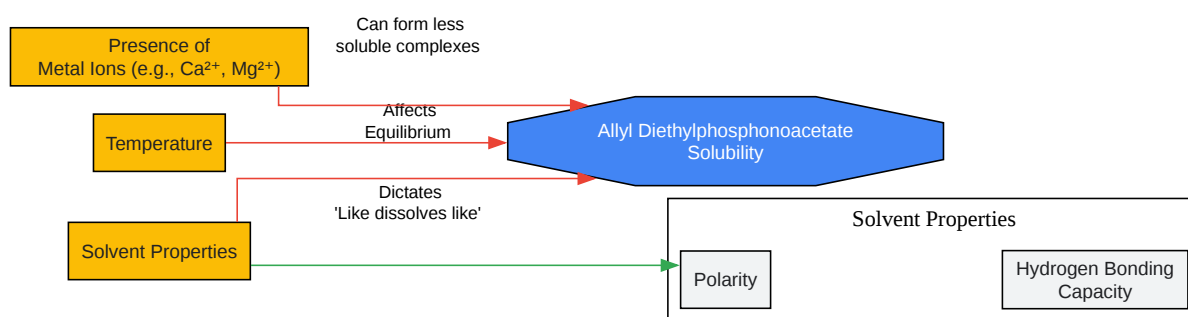 Can form less
soluble complexes
Presence of
Metal Ions (e.g., Ca²⁺, Mg²⁺)
Affects
Equilibrium
Temperature
Allyl Diethylphosphonoacetate
Solubility
Dictates
'Like dissolves like'
Solvent Properties
Solvent Properties
Polarity
Hydrogen Bonding
Capacity